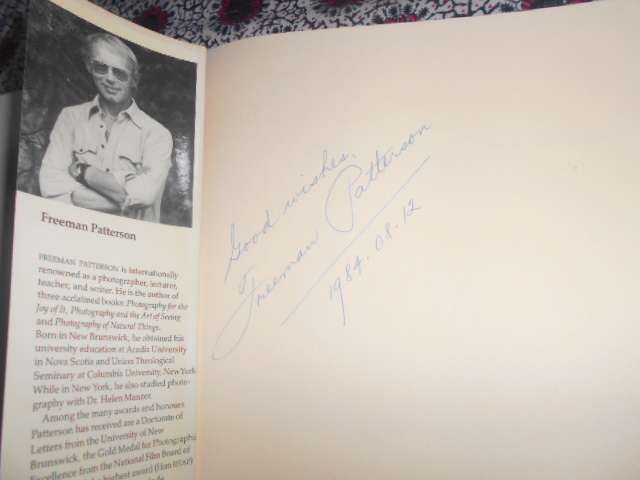 Freeman Patterson
FREEMAN PATTERSON is internationally
renowned as a photographer, lecturer,
teacher, and writer. He is the author of
three acclaimed books: Photography for the
Joy of It, Photography and the Art of Seeing
and Photography of Natural Things.
Born in New Brunswick, he obtained his
university education at Acadia University
in Nova Scotia and Union Theological
Seminary at Columbia University, New York
While in New York, he also studied photo-
graphy with Dr. Helen Manzer.
Among the many awards and honours
Patterson has received are a Doctorate of
Letters from the University of New
Brunswick, the Gold Medal for Photographic
Excellence from the National Film Board of
highest award (Hon EFIAP)
Good wishes,
Freeman Patterson
1984.08.12